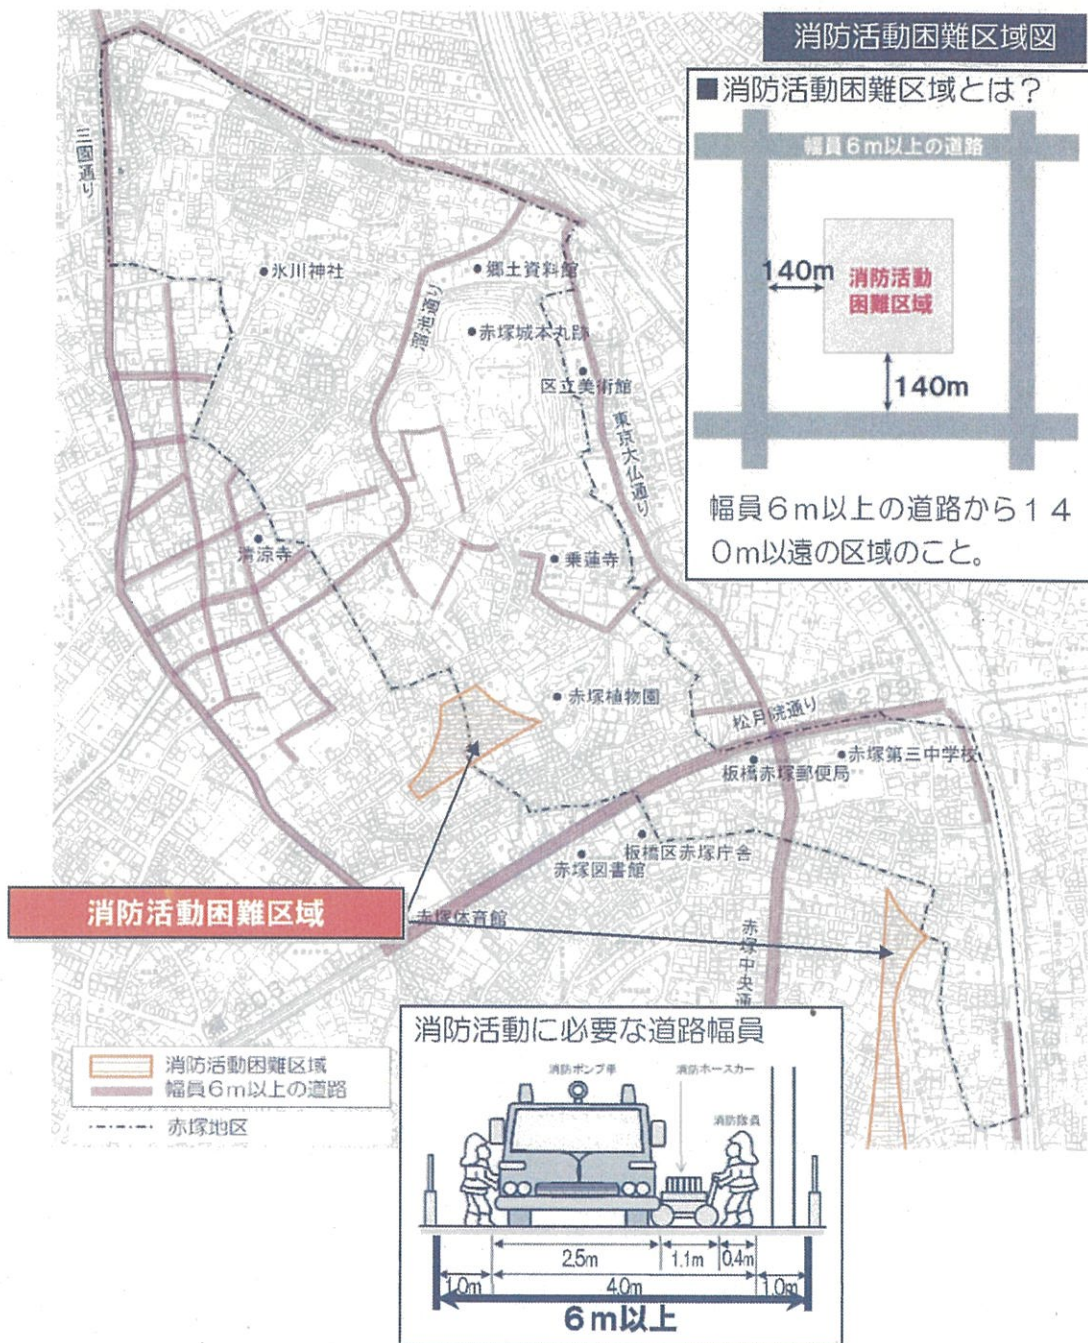 消防活動困難区域図
■消防活動困難区域とは？
幅員６ｍ以上の道路
140m
消防活動
困難区域
140m
幅員６ｍ以上の道路から１４
０ｍ以遠の区域のこと。
三園通り
氷川神社
郷土資料館
溜池通り
赤塚城本丸跡
区立美術館
東京大仏通り
清涼寺
乗蓮寺
赤塚植物園
松月院通り
赤塚第三中学校
板橋赤塚郵便局
板橋区赤塚庁舎
赤塚図書館
消防活動困難区域
赤塚体育館
赤塚中央通
消防活動困難区域
幅員６ｍ以上の道路
赤塚地区
消防活動に必要な道路幅員
消防ポンプ車
消防ホースカー
消防隊員
2.5m
1.1m
0.4m
1.0m
4.0m
1.0m
６ｍ以上